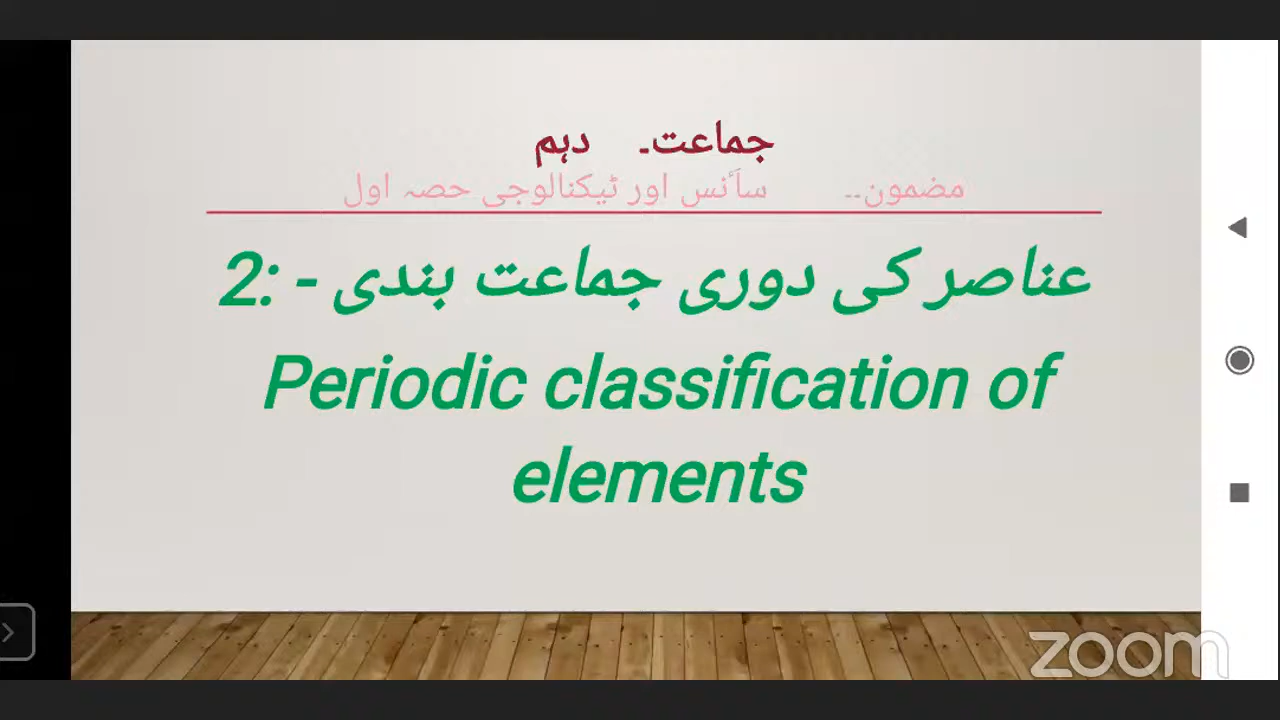 جماعت۔ دہم
مضمون۔۔ سائنس اور ٹیکنالوجی حصہ اول
2: - عناصر کی دوری جماعت بندی
Periodic classification of
elements
zoom